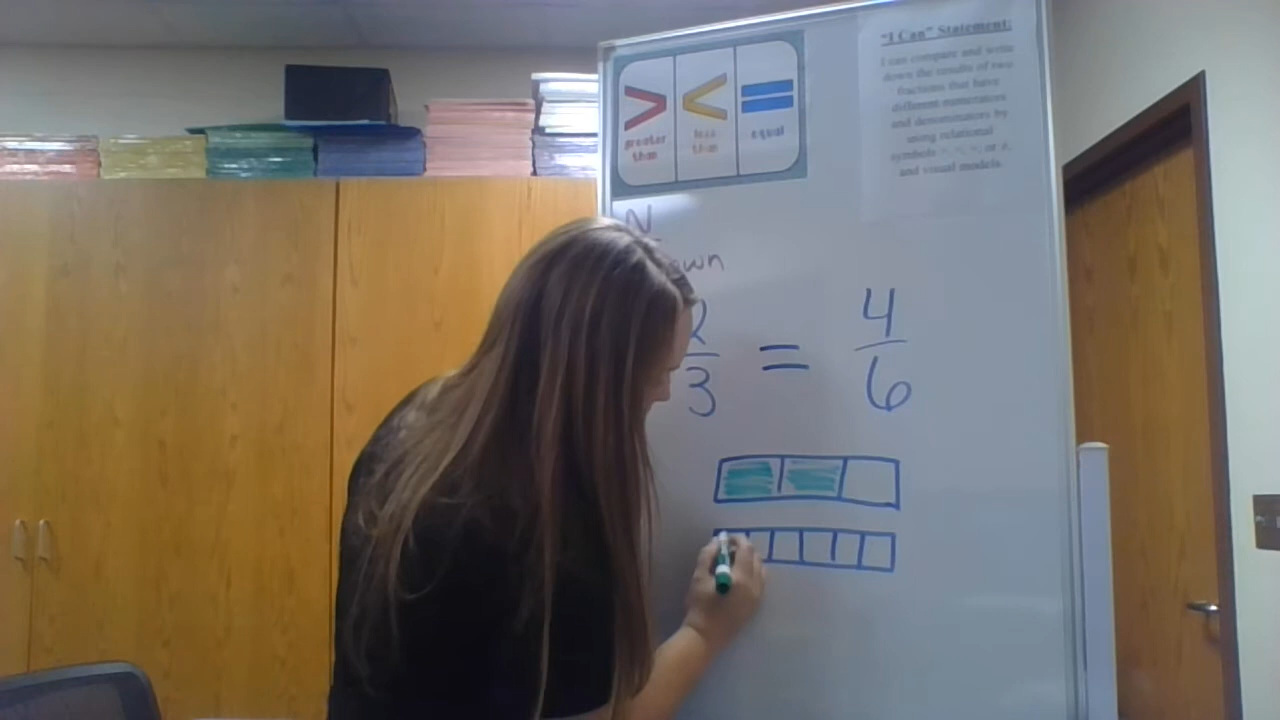 "I Can" Statement:
I can compare and write
down the results of two
fractions that have
different numerators
and denominators by
using relational
symbols
and visual models.
> < =
greater less equal
than than
N
own
2 = 4
3 6